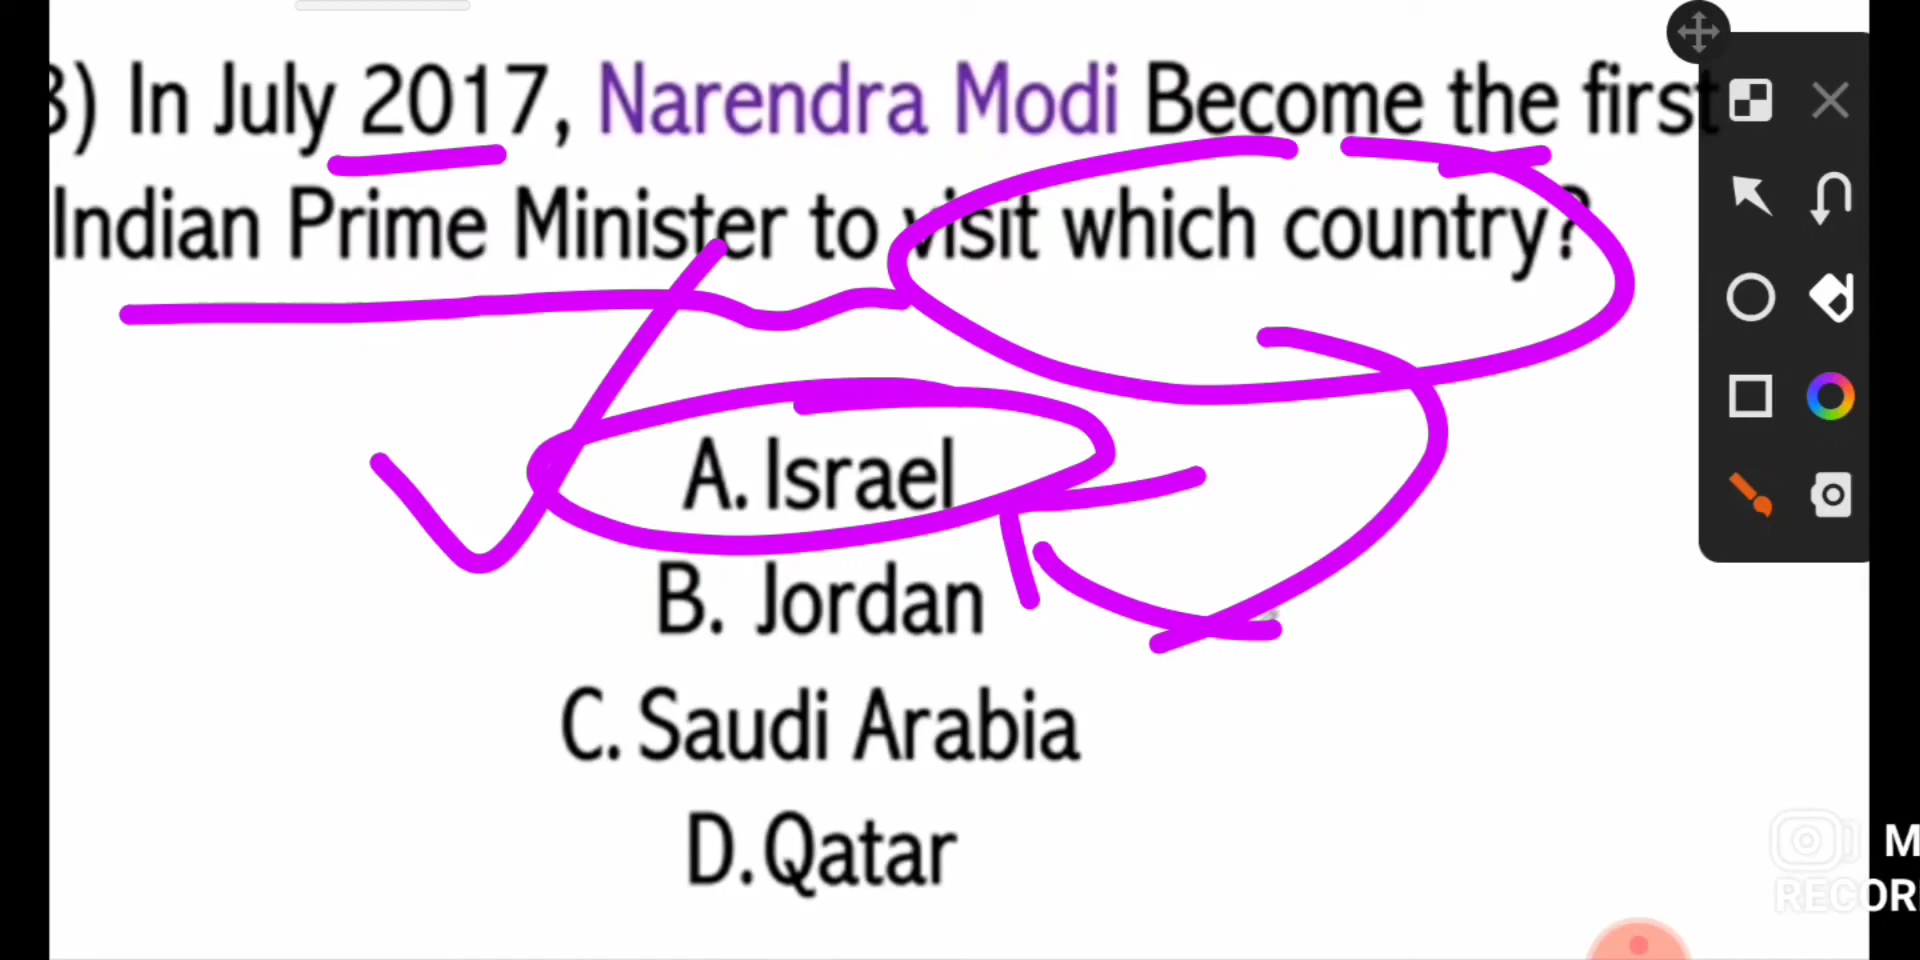 3) In July 2017, Narendra Modi Become the first
Indian Prime Minister to visit which country?
A. Israel
B. Jordan
C. Saudi Arabia
D. Qatar
M
RECOR